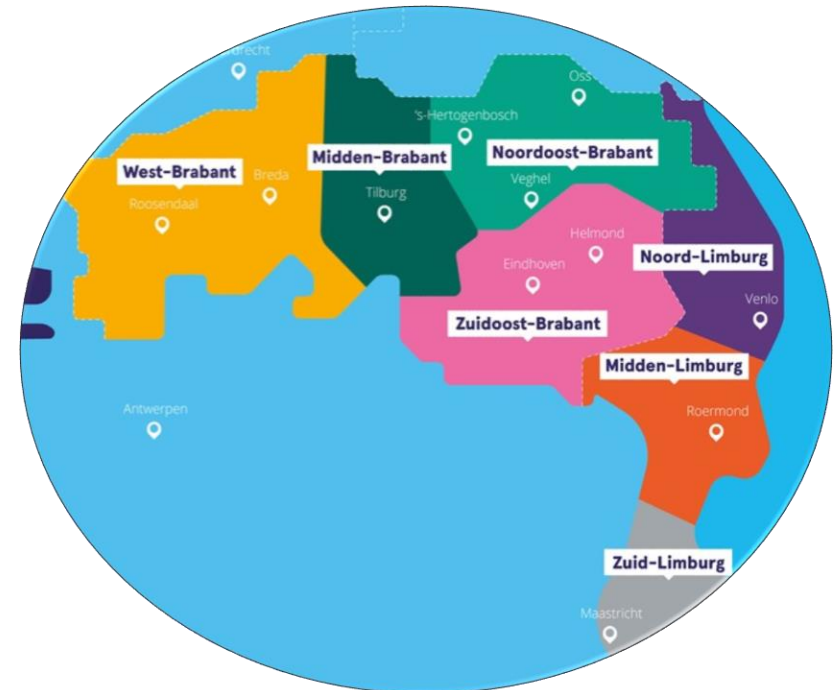 drecht
Oss
's-Hertogenbosch
Midden-Brabant
Noordoost-Brabant
West-Brabant
Breda
Veghel
Tilburg
Roosendaal
Helmond
Noord-Limburg
Eindhoven
Venlo
Zuidoost-Brabant
Midden-Limburg
Antwerpen
Roermond
Zuid-Limburg
Maastricht